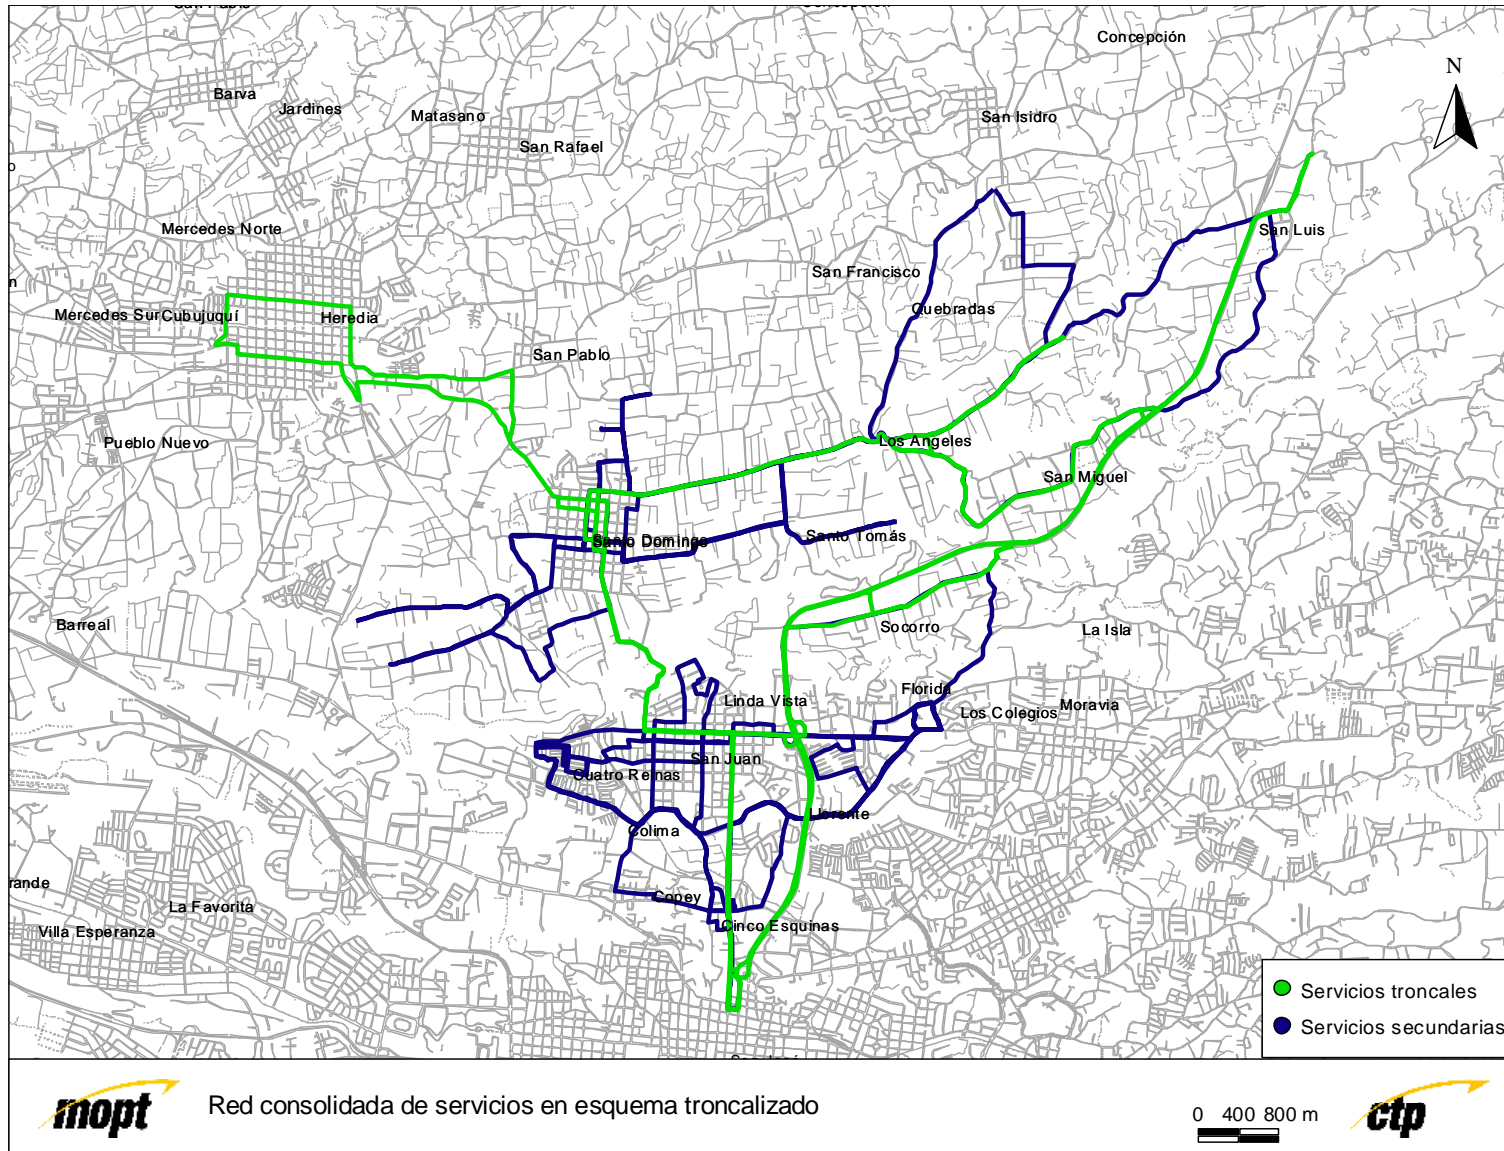 Concepción
N
Barva
Jardines
Matasano
San Rafael
San Isidro
Mercedes Norte
San Luis
San Francisco
Mercedes Sur
Cubujuquí
Heredia
Quebradas
San Pablo
Pueblo Nuevo
Los Angeles
San Miguel
Santo Domingo
Santo Tomás
Barreal
Socorro
La Isla
Florida
Linda Vista
Los Colegios
Moravia
San Juan
Cuatro Reinas
Llorente
Colima
rande
Copey
La Favorita
Villa Esperanza
Cinco Esquinas
Servicios troncales
Servicios secundarias
mopt
Red consolidada de servicios en esquema troncalizado
0 400 800 m
ctp